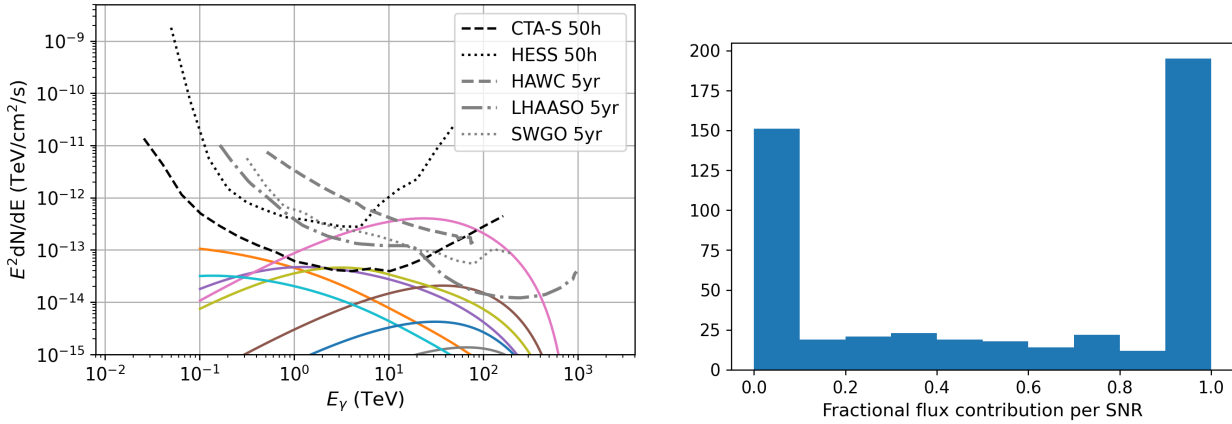 CTA-S 50h
HESS 50h
HAWC 5yr
LHAASO 5yr
SWGO 5yr
10⁻⁹
10⁻¹⁰
10⁻¹¹
10⁻¹²
10⁻¹³
10⁻¹⁴
10⁻¹⁵
E²dN/dE (TeV/cm²/s)
10⁻² 10⁻¹ 10⁰ 10¹ 10² 10³
Eᵧ (TeV)
200
175
150
125
100
75
50
25
0
0.0 0.2 0.4 0.6 0.8 1.0
Fractional flux contribution per SNR